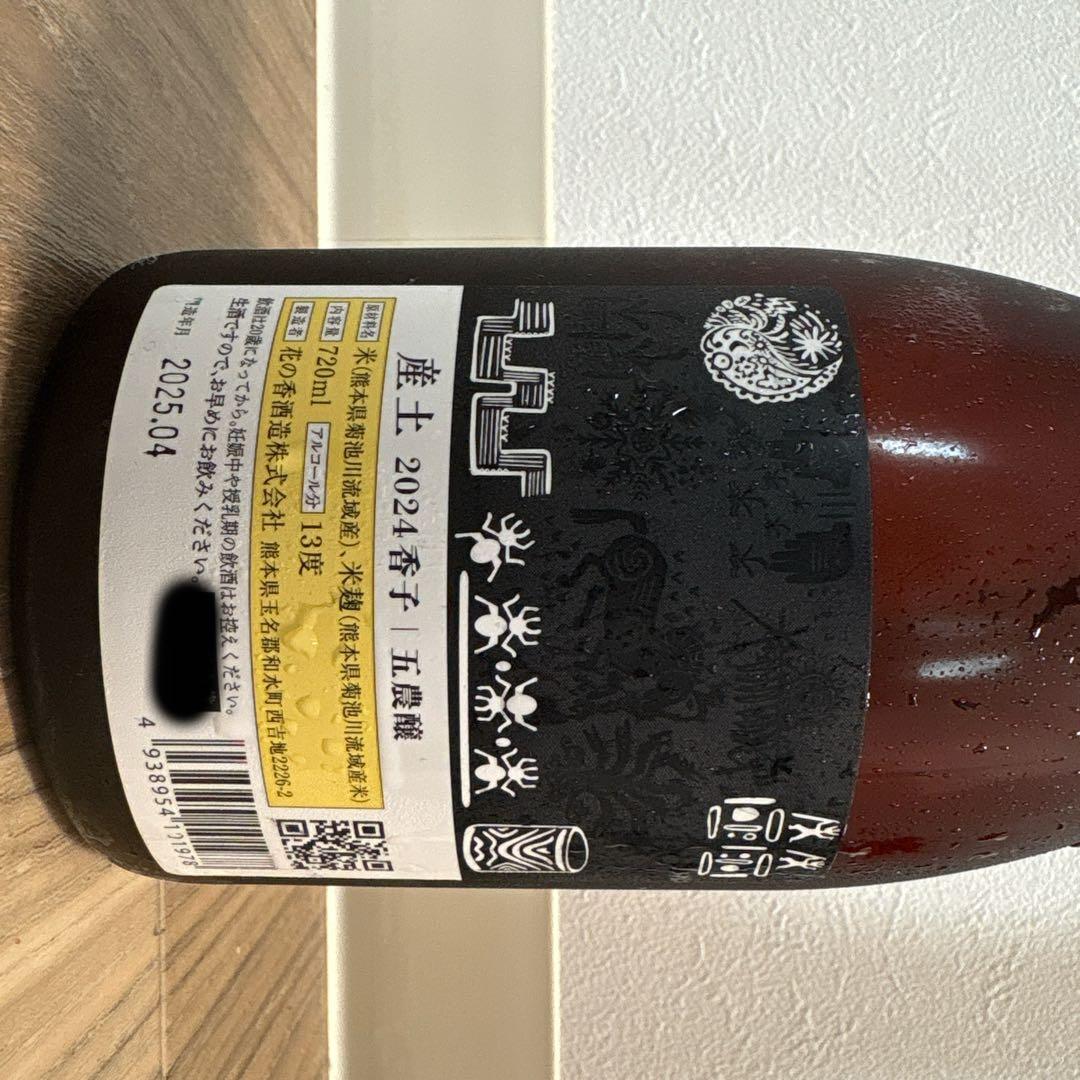 産土 2024 香子 | 五農醸
原材料名 米(熊本県菊池川流域産)、米麹(熊本県菊池川流域産米)
内容量 720ml アルコール分 13度
製造者 花の香酒造株式会社 熊本県玉名郡和水町西吉地2226-2
飲酒は20歳になってから。妊娠中や授乳期の飲酒はお控えください。
生酒ですので、お早めにお飲みください。
造年月 2025.04
4 938954 121978